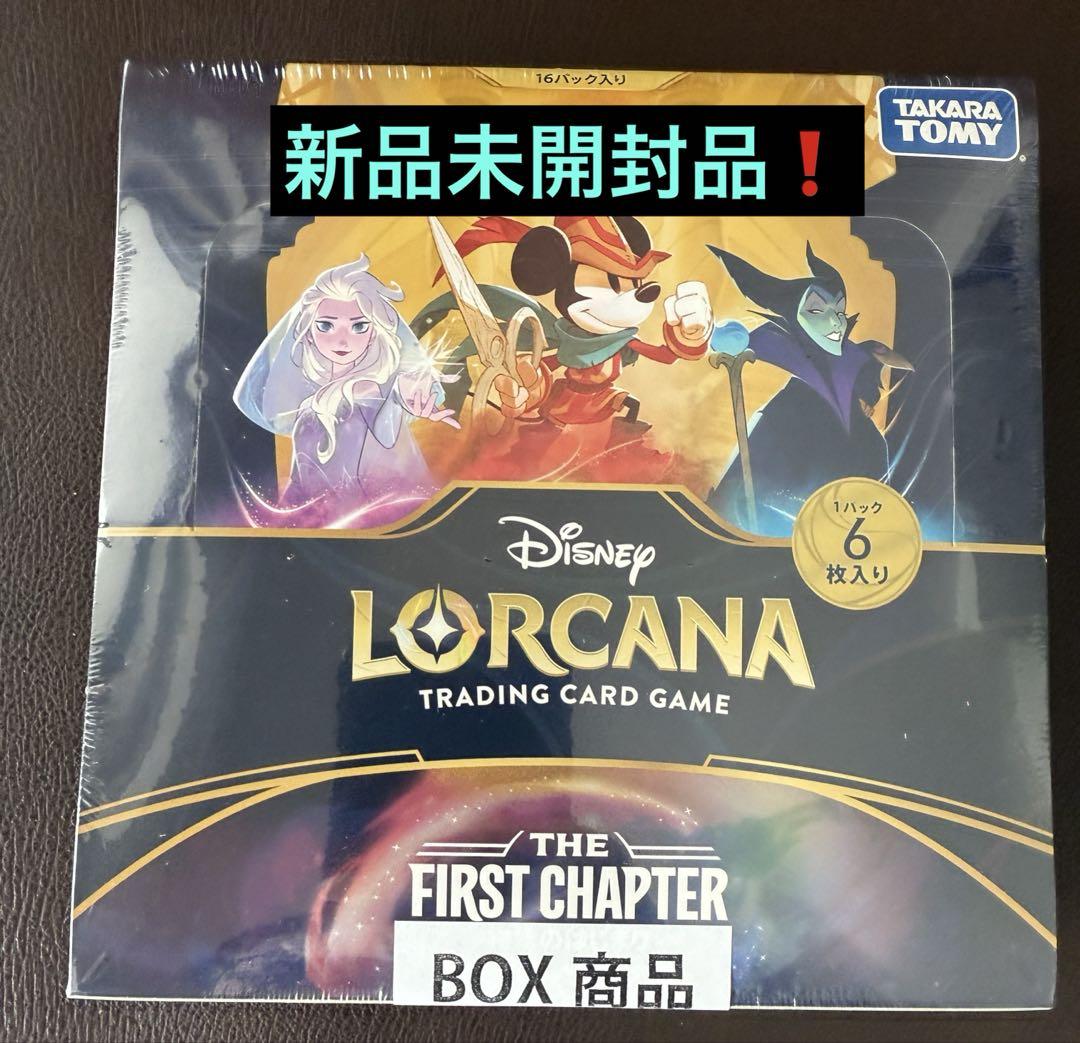 16パック入り
新品未開封品❗
TAKARA
TOMY
1パック
6
枚入り
Disney
LORCANA
TRADING CARD GAME
THE
FIRST CHAPTER
BOX 商品